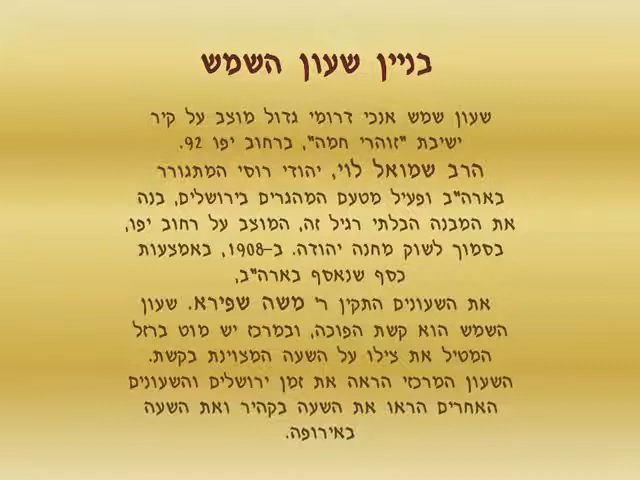 בניין שעון השמש
שעון שמש אנכי דרומי גדול מוצב על קיר
ישיבת "זוהרי חמה", ברחוב יפו 92.
הרב שמואל לוי, יהודי רוסי המתגורר
בארה"ב ופעיל מטעם המהגרים בירושלים, בנה
את המבנה הבלתי רגיל זה, המוצב על רחוב יפו,
בסמוך לשוק מחנה יהודה. ב-1908, באמצעות
כסף שנאסף בארה"ב,
את השעונים התקין ר' משה שפירא. שעון
השמש הוא קשת הפוכה, ובמרכז יש מוט ברזל
המטיל את צילו על השעה המצוינת בקשת.
השעון המרכזי הראה את זמן ירושלים והשעונים
האחרים הראו את השעה בקהיר ואת השעה
באירופה.